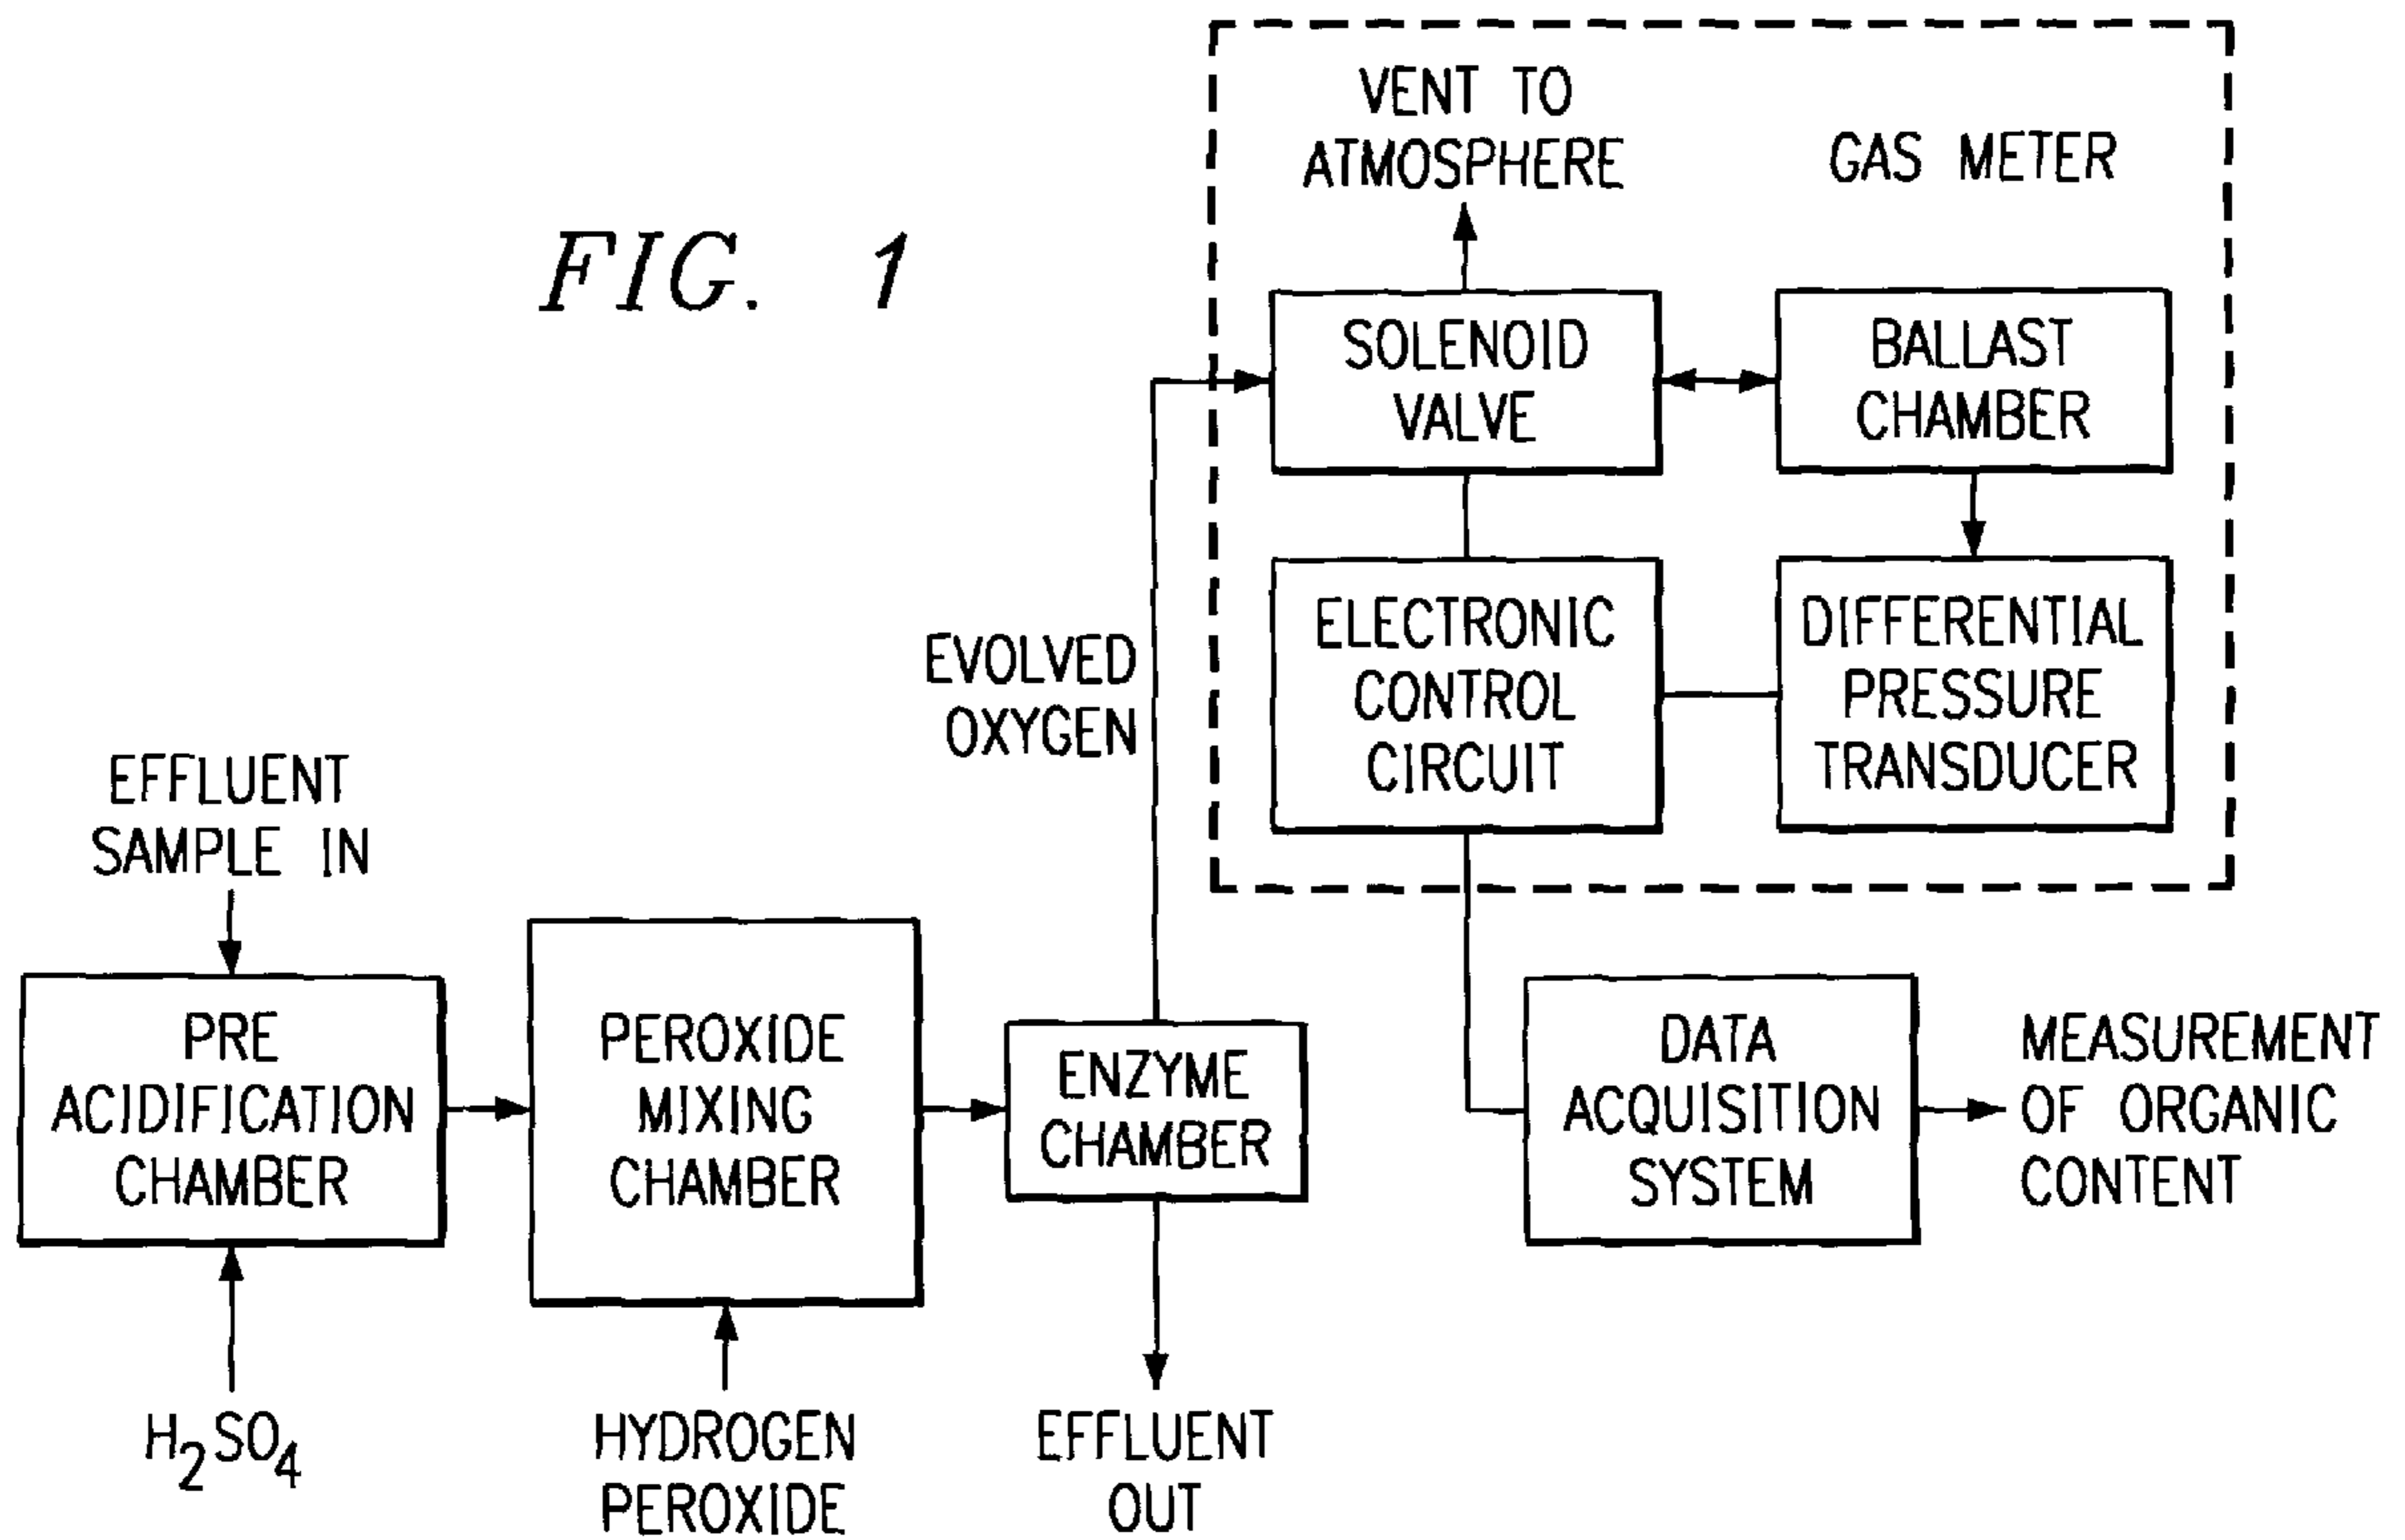 FIG. 1
VENT TO
ATMOSPHERE
GAS METER
SOLENOID
VALVE
BALLAST
CHAMBER
ELECTRONIC
CONTROL
CIRCUIT
DIFFERENTIAL
PRESSURE
TRANSDUCER
EVOLVED
OXYGEN
EFFLUENT
SAMPLE IN
PRE
ACIDIFICATION
CHAMBER
PEROXIDE
MIXING
CHAMBER
ENZYME
CHAMBER
DATA
ACQUISITION
SYSTEM
MEASUREMENT
OF ORGANIC
CONTENT
H2SO4
HYDROGEN
PEROXIDE
EFFLUENT
OUT